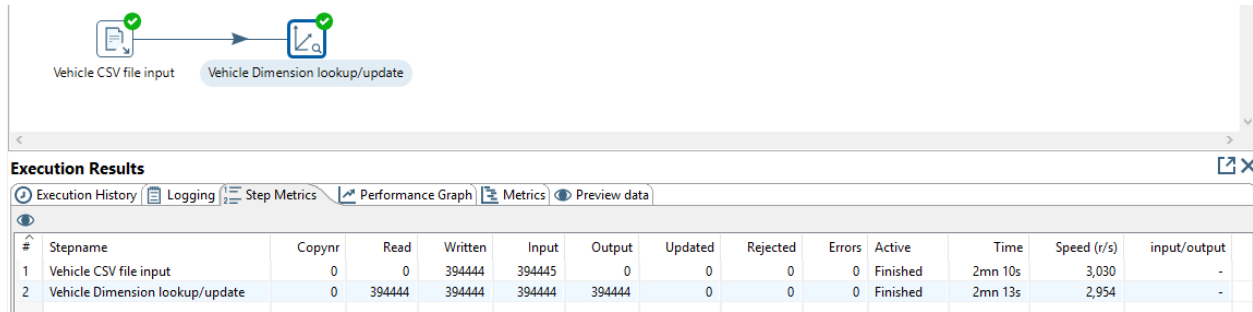 Vehicle CSV file input Vehicle Dimension lookup/update
Execution Results
Execution History Logging Step Metrics Performance Graph Metrics Preview data
# Stepname Copynr Read Written Input Output Updated Rejected Errors Active Time Speed (r/s) input/output
1 Vehicle CSV file input 0 0 394444 394445 0 0 0 0 Finished 2mn 10s 3,030 -
2 Vehicle Dimension lookup/update 0 394444 394444 394444 394444 0 0 0 Finished 2mn 13s 2,954 -